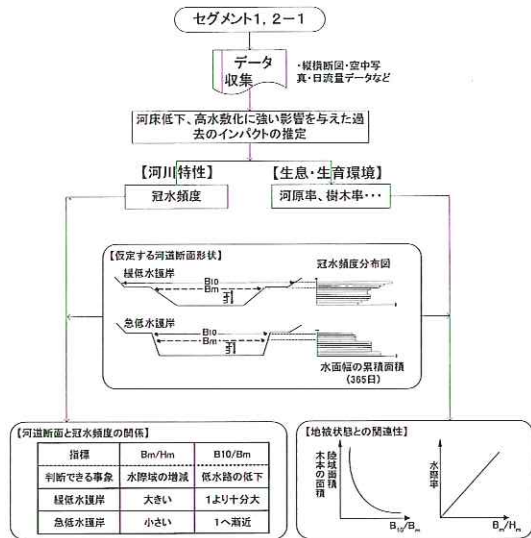 セグメント1, 2－1
データ
収集
・縦横断図・空中写
真・日流量データなど
河床低下、高水敷化に強い影響を与えた過
去のインパクトの推定
【河川特性】
【生息・生育環境】
冠水頻度
河原率、樹木率・・・
【仮定する河道断面形状】
緩低水護岸
B10
Bm
Hm
冠水頻度分布図
急低水護岸
B10
Bm
Hm
水面幅の累積面積
(365日)
【河道断面と冠水頻度の関係】
指標 Bm/Hm B10/Bm
判断できる事象 水際域の増減 低水路の低下
緩低水護岸 大きい 1より十分大
急低水護岸 小さい 1へ漸近
【地被状態との関連性】
陸域面積
木本の面積
B10/Bm
水際率
Bm/Hm